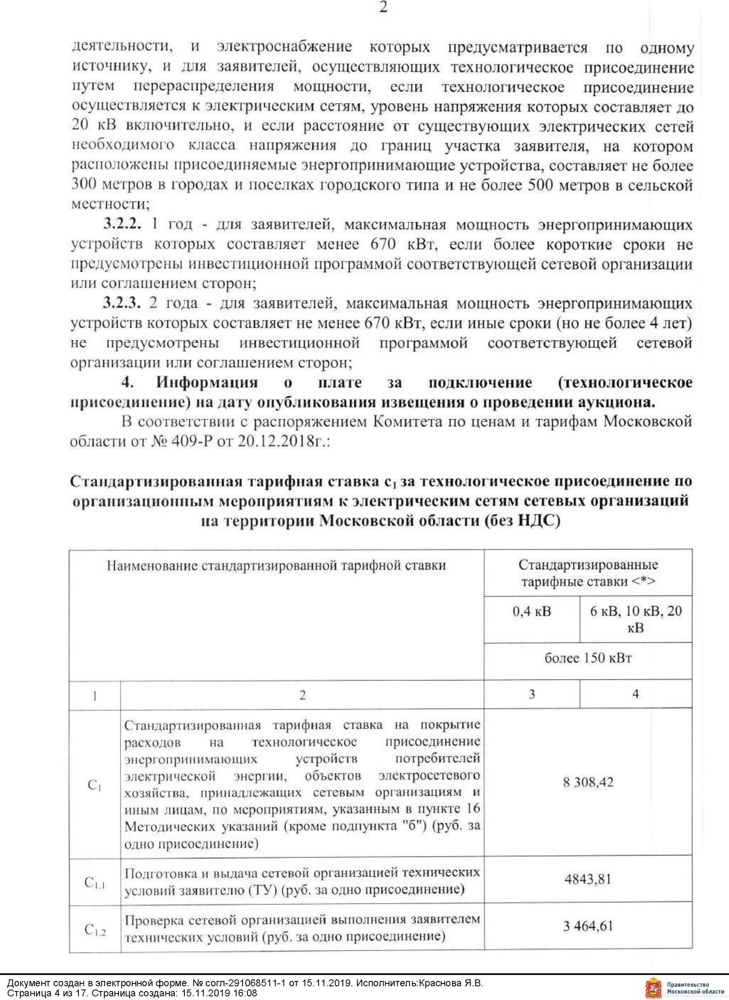 2
деятельности, и электроснабжение которых предусматривается по одному
источнику, и для заявителей, осуществляющих технологическое присоединение
путем перераспределения мощности, если технологическое присоединение
осуществляется к электрическим сетям, уровень напряжения которых составляет до
20 кВ включительно, и если расстояние от существующих электрических сетей
необходимого класса напряжения до границ участка заявителя, на котором
расположены присоединяемые энергопринимающие устройства, составляет не более
300 метров в городах и поселках городского типа и не более 500 метров в сельской
местности;
3.2.2. 1 год - для заявителей, максимальная мощность энергопринимающих
устройств которых составляет менее 670 кВт, если более короткие сроки не
предусмотрены инвестиционной программой соответствующей сетевой организации
или соглашением сторон;
3.2.3. 2 года - для заявителей, максимальная мощность энергопринимающих
устройств которых составляет не менее 670 кВт, если иные сроки (но не более 4 лет)
не предусмотрены инвестиционной программой соответствующей сетевой
организации или соглашением сторон;
4. Информация о плате за подключение (технологическое
присоединение) на дату опубликования извещения о проведении аукциона.
В соответствии с распоряжением Комитета по ценам и тарифам Московской
области от № 409-Р от 20.12.2018г.:
Стандартизированная тарифная ставка с₁ за технологическое присоединение по
организационным мероприятиям к электрическим сетям сетевых организаций
на территории Московской области (без НДС)
Наименование стандартизированной тарифной ставки
Стандартизированные
тарифные ставки <*>
0,4 кВ
6 кВ, 10 кВ, 20
кВ
более 150 кВт
1 2 3 4
С₁
Стандартизированная тарифная ставка на покрытие
расходов на технологическое присоединение
энергопринимающих устройств потребителей
электрической энергии, объектов электросетевого
хозяйства, принадлежащих сетевым организациям и
иным лицам, по мероприятиям, указанным в пункте 16
Методических указаний (кроме подпункта "б") (руб. за
одно присоединение)
8 308,42
С₁.₁
Подготовка и выдача сетевой организацией технических
условий заявителю (ТУ) (руб. за одно присоединение)
4843,81
С₁.₂
Проверка сетевой организацией выполнения заявителем
технических условий (руб. за одно присоединение)
3 464,61
Документ создан в электронной форме. № согл-291068511-1 от 15.11.2019. Исполнитель:Краснова Я.В.
Страница 4 из 17. Страница создана: 15.11.2019 16:08
Правительство
Московской области